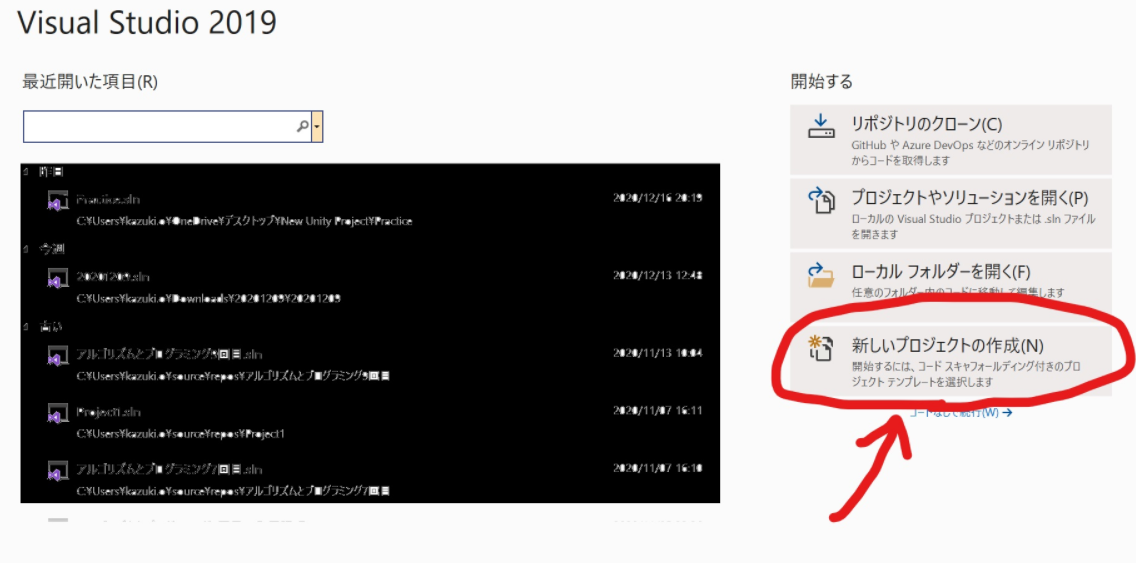 Visual Studio 2019
最近開いた項目(R)
昨日
Practice.sln
2020/12/16 20:19
C:¥Users¥kazuki.o¥OneDrive¥デスクトップ¥New Unity Project¥Practice
今週
20201209.sln
2020/12/13 12:48
C:¥Users¥kazuki.o¥Downloads¥20201209¥20201209
古い
アルゴリズムとプログラミング9回目.sln
2020/11/13 10:04
C:¥Users¥kazuki.o¥source¥repos¥アルゴリズムとプログラミング9回目
Project1.sln
2020/11/07 16:11
C:¥Users¥kazuki.o¥source¥repos¥Project1
アルゴリズムとプログラミング7回目.sln
2020/11/07 16:10
C:¥Users¥kazuki.o¥source¥repos¥アルゴリズムとプログラミング7回目
開始する
リポジトリのクローン(C)
GitHub や Azure DevOps などのオンライン リポジトリ
からコードを取得します
プロジェクトやソリューションを開く(P)
ローカルの Visual Studio プロジェクトまたは .sln ファイル
を開きます
ローカル フォルダーを開く(F)
任意のフォルダー内のコードに移動して編集します
新しいプロジェクトの作成(N)
開始するには、コード スキャフォールディング付きのプロ
ジェクト テンプレートを選択します
コードなしで続行(W) →